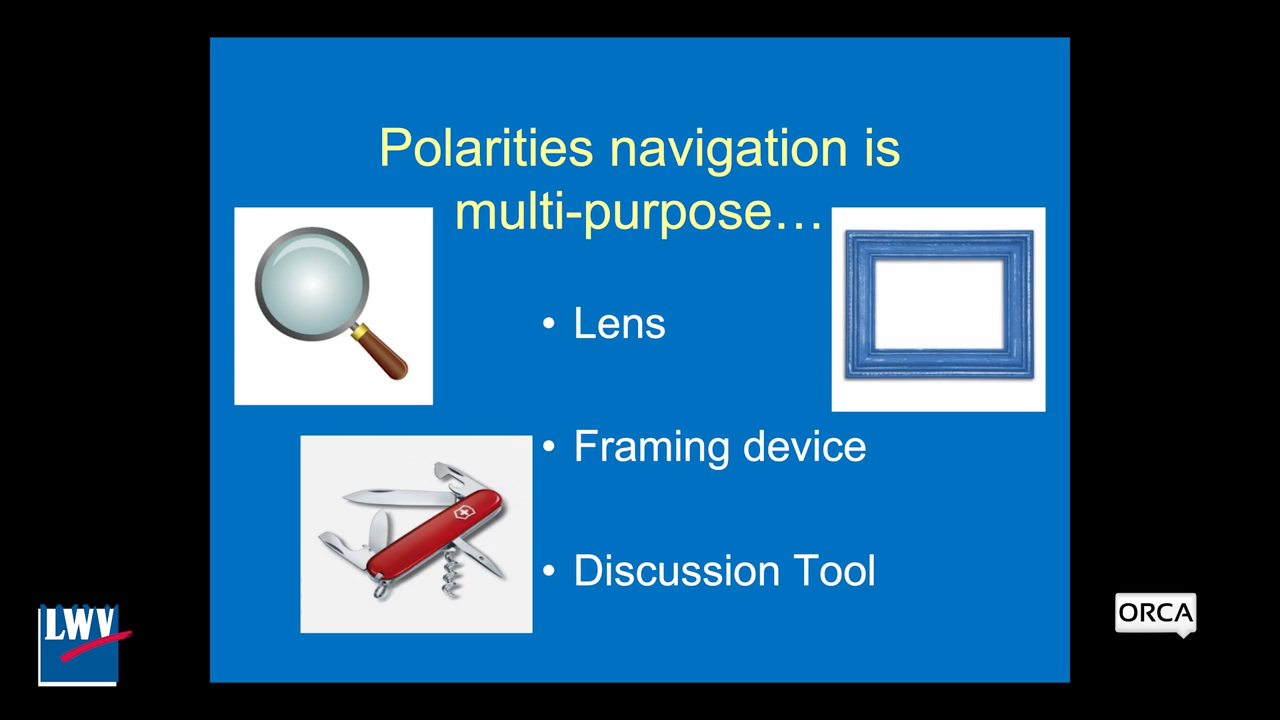 Polarities navigation is
multi-purpose…
• Lens
• Framing device
• Discussion Tool
LWV
ORCA